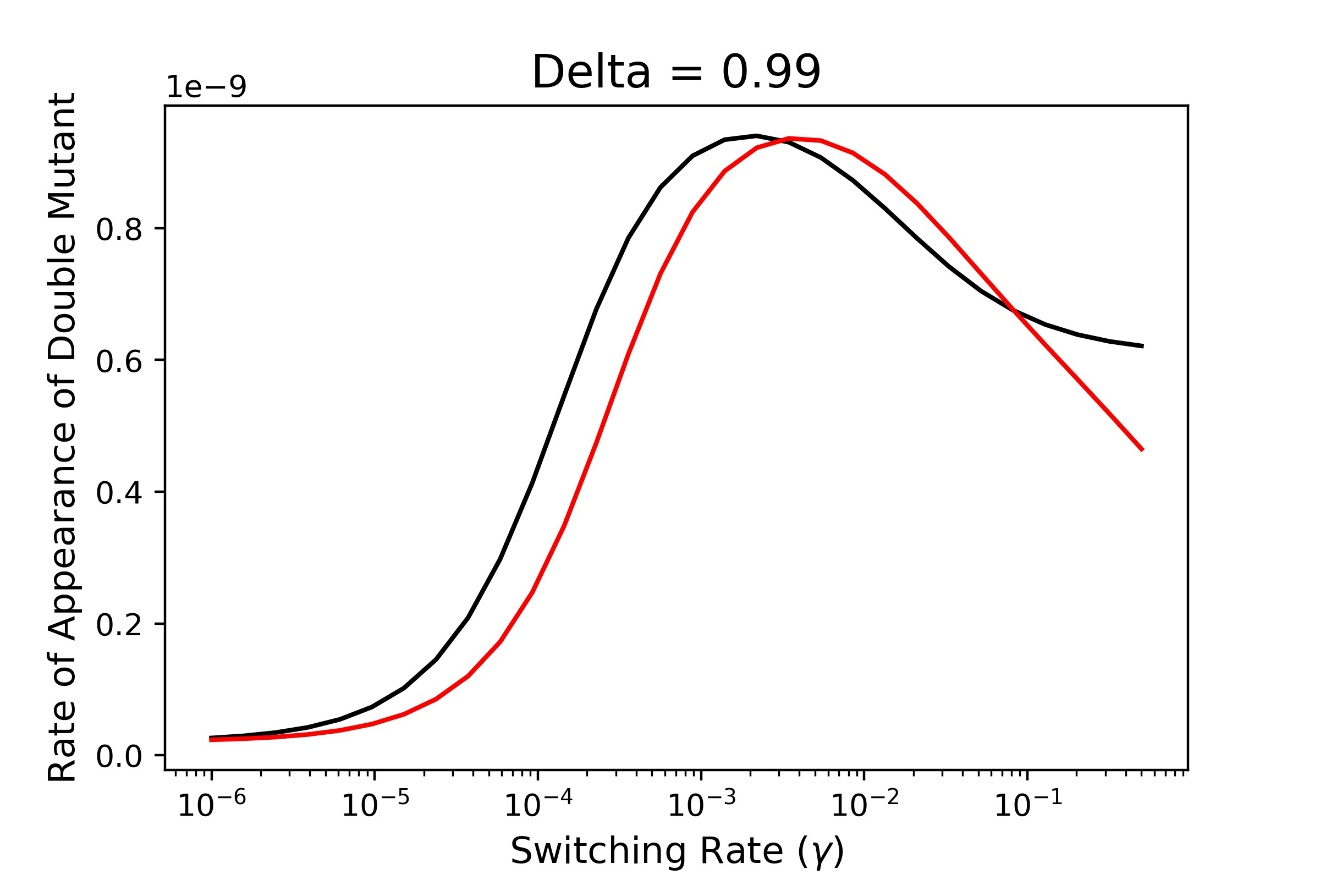 Delta = 0.99
1e−9
Rate of Appearance of Double Mutant
0.8
0.6
0.4
0.2
0.0
10⁻⁶ 10⁻⁵ 10⁻⁴ 10⁻³ 10⁻² 10⁻¹
Switching Rate (γ)